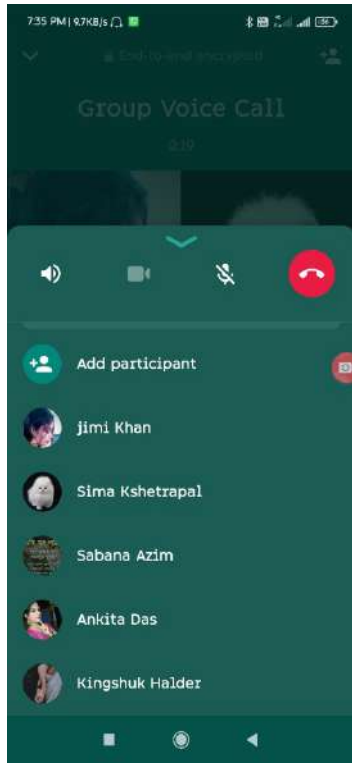 7:35 PM | 9.7KB/s
End-to-end encrypted
Group Voice Call
0:19
Add participant
jimi Khan
Sima Kshetrapal
Sabana Azim
Ankita Das
Kingshuk Halder